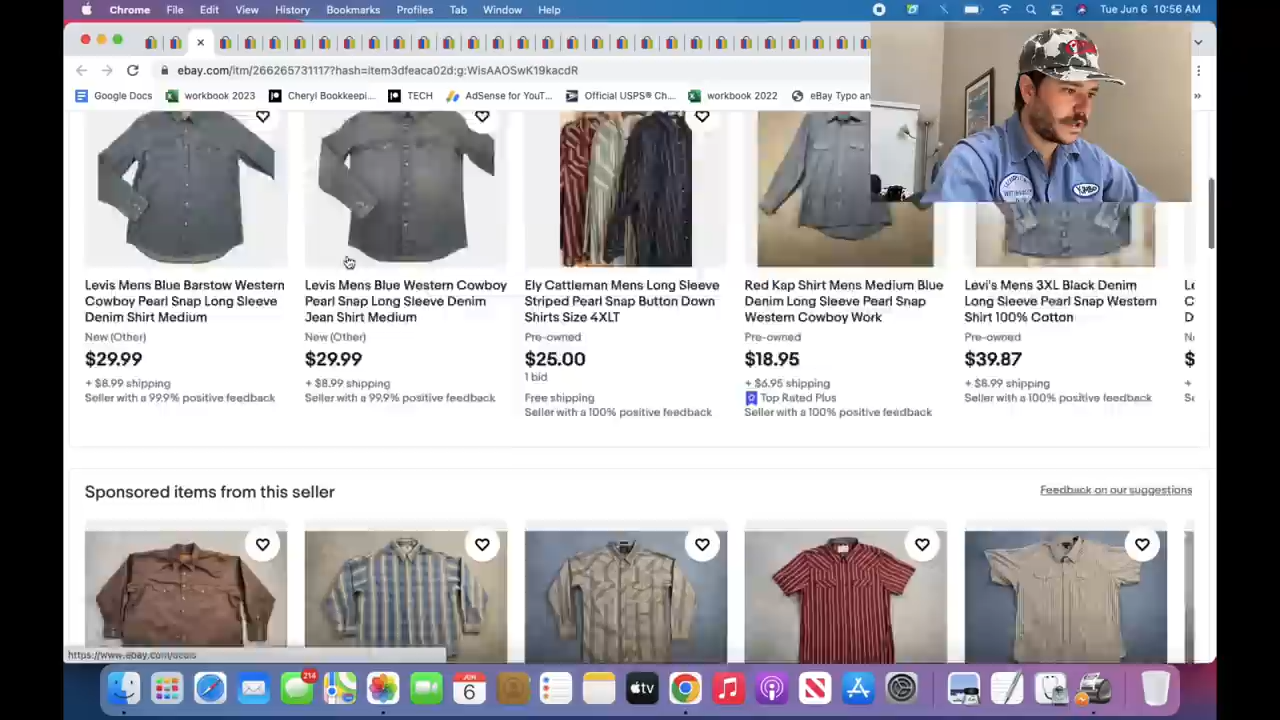 Chrome File Edit View History Bookmarks Profiles Tab Window Help Tue Jun 6 10:56 AM
ebay.com/itm/266265731117?hash=item3dfeaca02d:g:WisAAOSwK19kacdR
Google Docs workbook 2023 Cheryl Bookkeepi... TECH AdSense for YouT... Official USPS® Ch... workbook 2022 eBay Typo an »
Levis Mens Blue Barstow Western
Cowboy Pearl Snap Long Sleeve
Denim Shirt Medium
New (Other)
$29.99
+ $8.99 shipping
Seller with a 99.9% positive feedback
Levis Mens Blue Western Cowboy
Pearl Snap Long Sleeve Denim
Jean Shirt Medium
New (Other)
$29.99
+ $8.99 shipping
Seller with a 99.9% positive feedback
Ely Cattleman Mens Long Sleeve
Striped Pearl Snap Button Down
Shirts Size 4XLT
Pre-owned
$25.00
1 bid
Free shipping
Seller with a 100% positive feedback
Red Kap Shirt Mens Medium Blue
Denim Long Sleeve Pearl Snap
Western Cowboy Work
Pre-owned
$18.95
+ $6.95 shipping
Top Rated Plus
Seller with a 100% positive feedback
Levi's Mens 3XL Black Denim
Long Sleeve Pearl Snap Western
Shirt 100% Cotton
Pre-owned
$39.87
+ $8.99 shipping
Seller with a 100% positive feedback
Le
C
D
N
$
+
Se
Sponsored items from this seller
Feedback on our suggestions
https://www.ebay.com/deals
214
JUN
6
tv